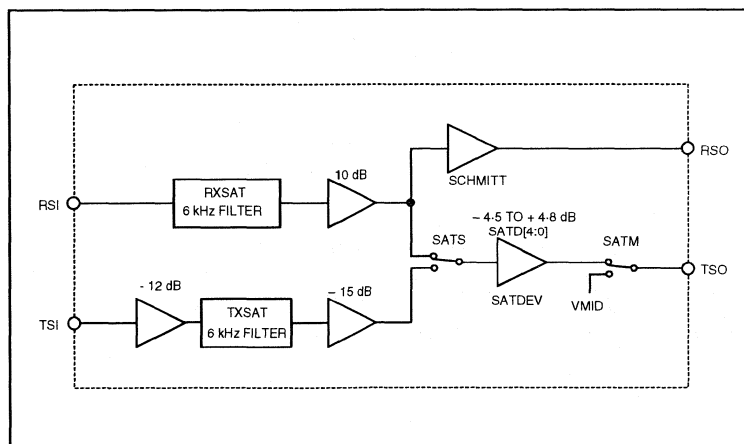 RSI
RXSAT
6 kHz FILTER
10 dB
SCHMITT
RSO
– 4·5 TO + 4·8 dB
SATD[4:0]
SATS
SATDEV
SATM
VMID
TSO
TSI
- 12 dB
TXSAT
6 kHz FILTER
– 15 dB